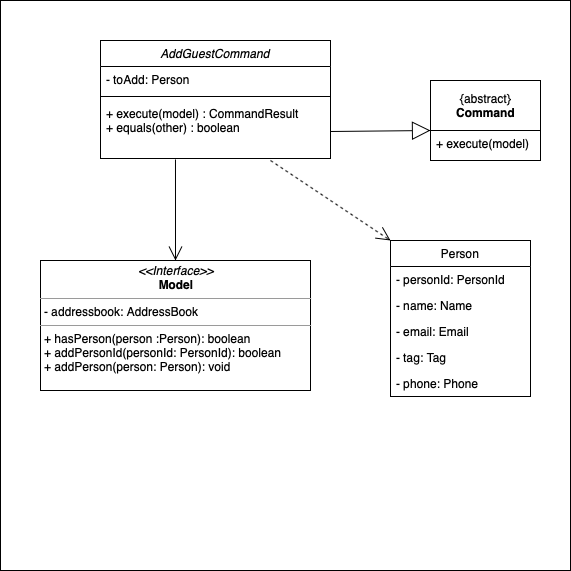 AddGuestCommand
- toAdd: Person
+ execute(model) : CommandResult
+ equals(other) : boolean
{abstract}
Command
+ execute(model)
<<Interface>>
Model
- addressbook: AddressBook
+ hasPerson(person :Person): boolean
+ addPersonId(personId: PersonId): boolean
+ addPerson(person: Person): void
Person
- personId: PersonId
- name: Name
- email: Email
- tag: Tag
- phone: Phone